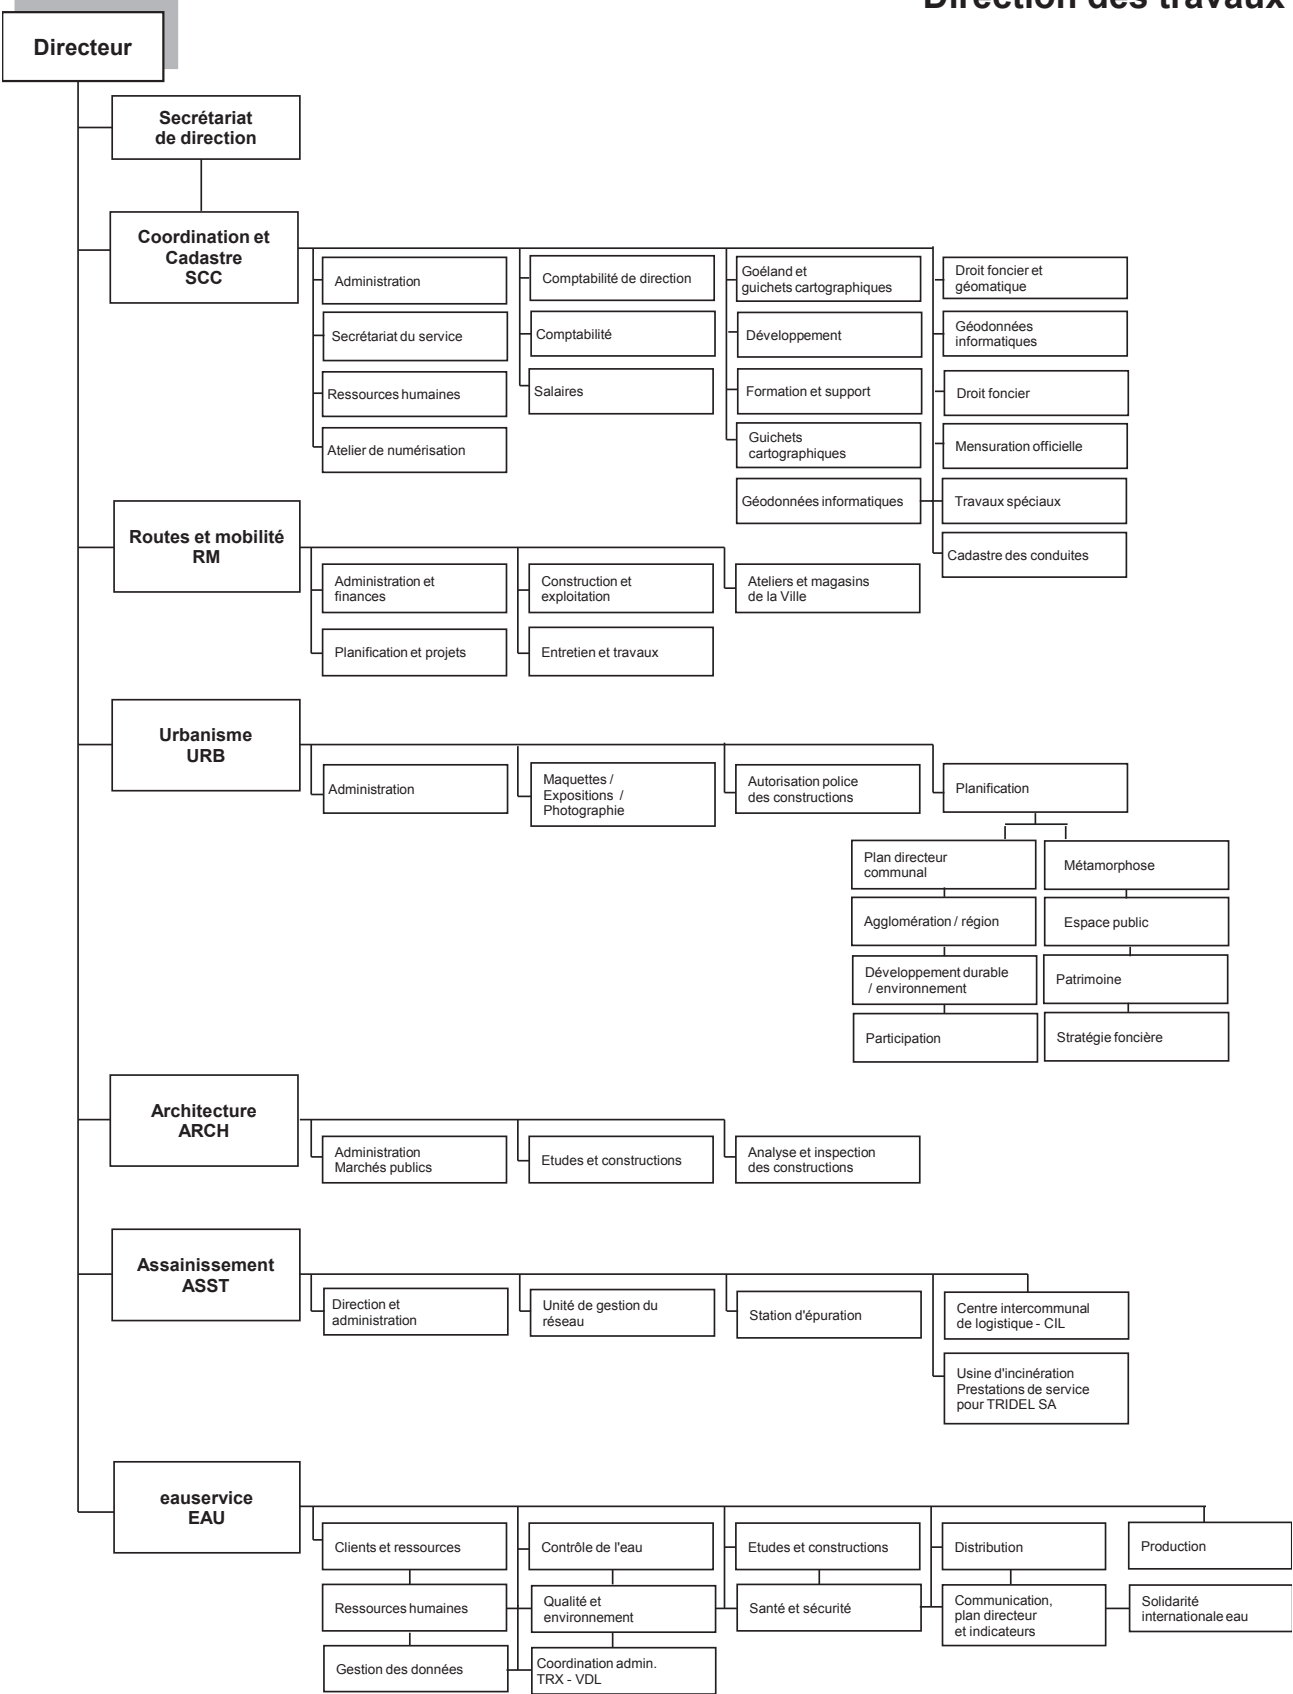 Direction des travaux
Directeur
Secrétariat
de direction
Coordination et
Cadastre
SCC
Administration
Secrétariat du service
Ressources humaines
Atelier de numérisation
Comptabilité de direction
Comptabilité
Salaires
Goéland et
guichets cartographiques
Développement
Formation et support
Guichets
cartographiques
Géodonnées informatiques
Droit foncier et
géomatique
Géodonnées
informatiques
Droit foncier
Mensuration officielle
Travaux spéciaux
Cadastre des conduites
Routes et mobilité
RM
Administration et
finances
Planification et projets
Construction et
exploitation
Entretien et travaux
Ateliers et magasins
de la Ville
Urbanisme
URB
Administration
Maquettes /
Expositions /
Photographie
Autorisation police
des constructions
Planification
Plan directeur
communal
Agglomération / région
Développement durable
/ environnement
Participation
Métamorphose
Espace public
Patrimoine
Stratégie foncière
Architecture
ARCH
Administration
Marchés publics
Etudes et constructions
Analyse et inspection
des constructions
Assainissement
ASST
Direction et
administration
Unité de gestion du
réseau
Station d'épuration
Centre intercommunal
de logistique - CIL
Usine d'incinération
Prestations de service
pour TRIDEL SA
eauservice
EAU
Clients et ressources
Contrôle de l'eau
Etudes et constructions
Distribution
Production
Ressources humaines
Qualité et
environnement
Santé et sécurité
Communication,
plan directeur
et indicateurs
Solidarité
internationale eau
Gestion des données
Coordination admin.
TRX - VDL